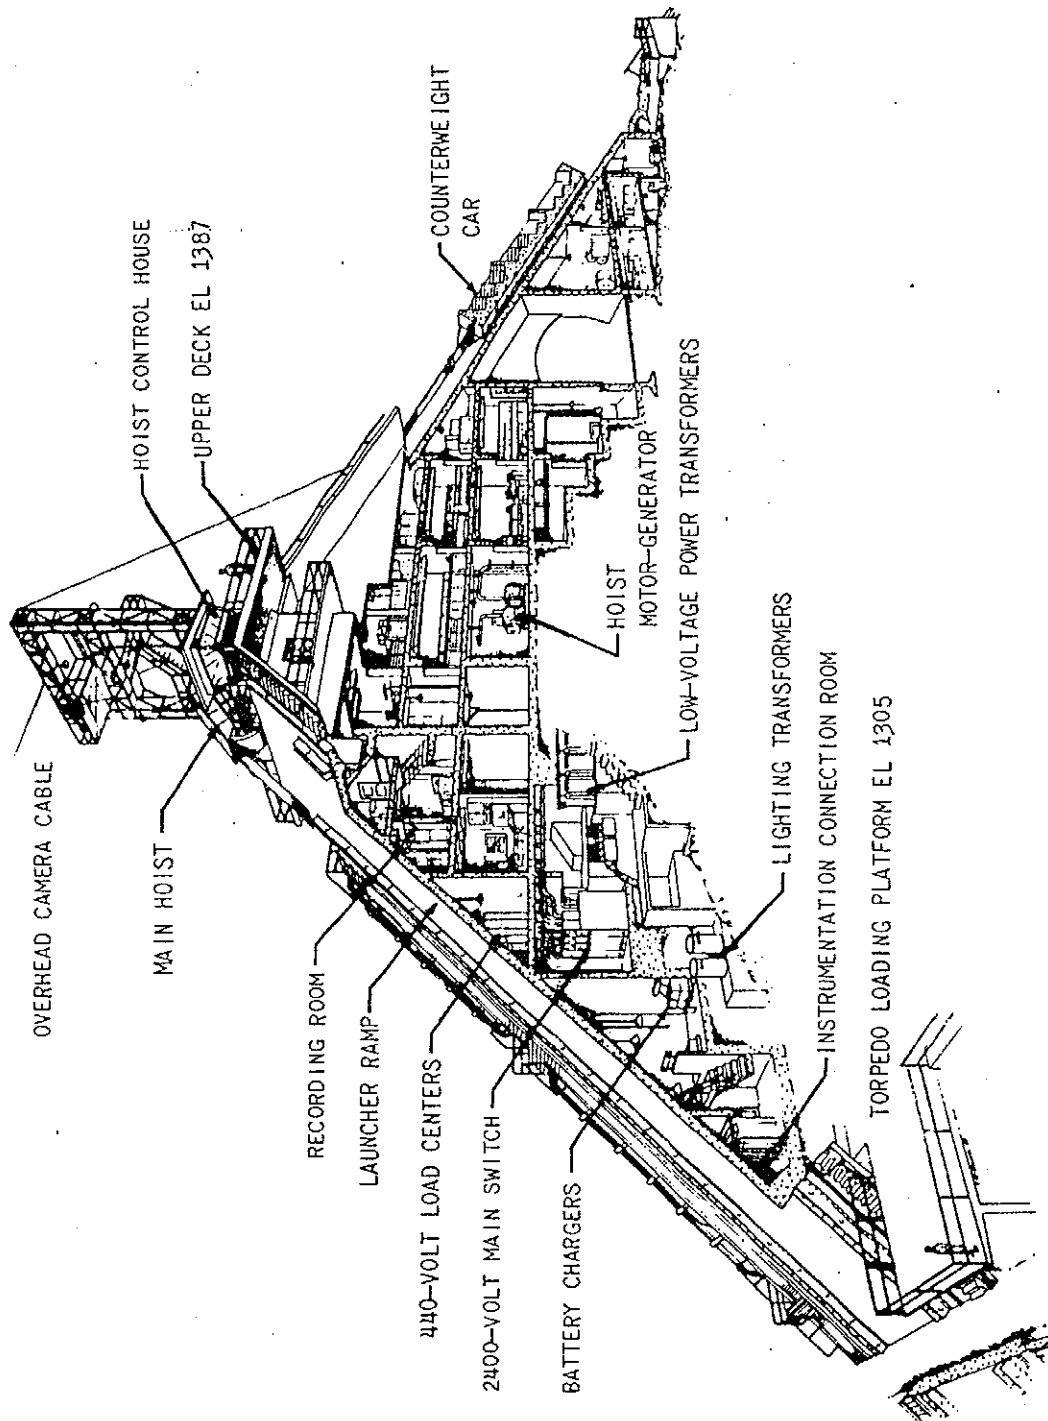 OVERHEAD CAMERA CABLE
MAIN HOIST
HOIST CONTROL HOUSE
UPPER DECK EL 1387
COUNTERWEIGHT
CAR
RECORDING ROOM
LAUNCHER RAMP
440-VOLT LOAD CENTERS
2400-VOLT MAIN SWITCH
BATTERY CHARGERS
HOIST
MOTOR-GENERATOR
LOW-VOLTAGE POWER TRANSFORMERS
LIGHTING TRANSFORMERS
INSTRUMENTATION CONNECTION ROOM
TORPEDO LOADING PLATFORM EL 1305